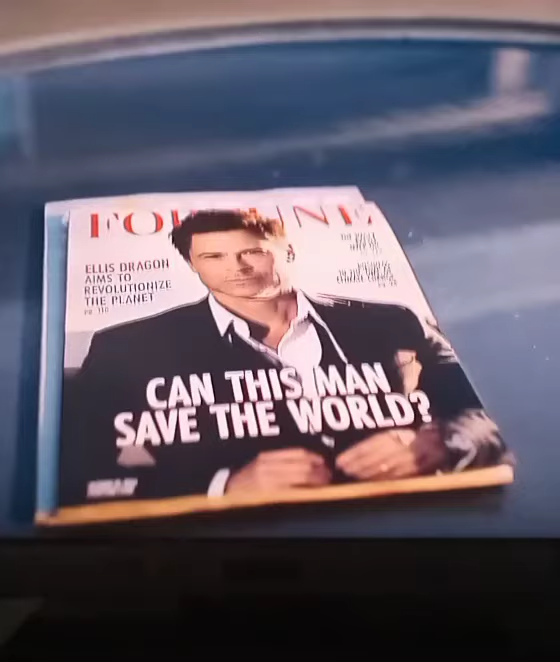 FORTUNE
ELLIS DRAGON
AIMS TO
REVOLUTIONIZE
THE PLANET
PG. 110
CAN THIS MAN
SAVE THE WORLD?